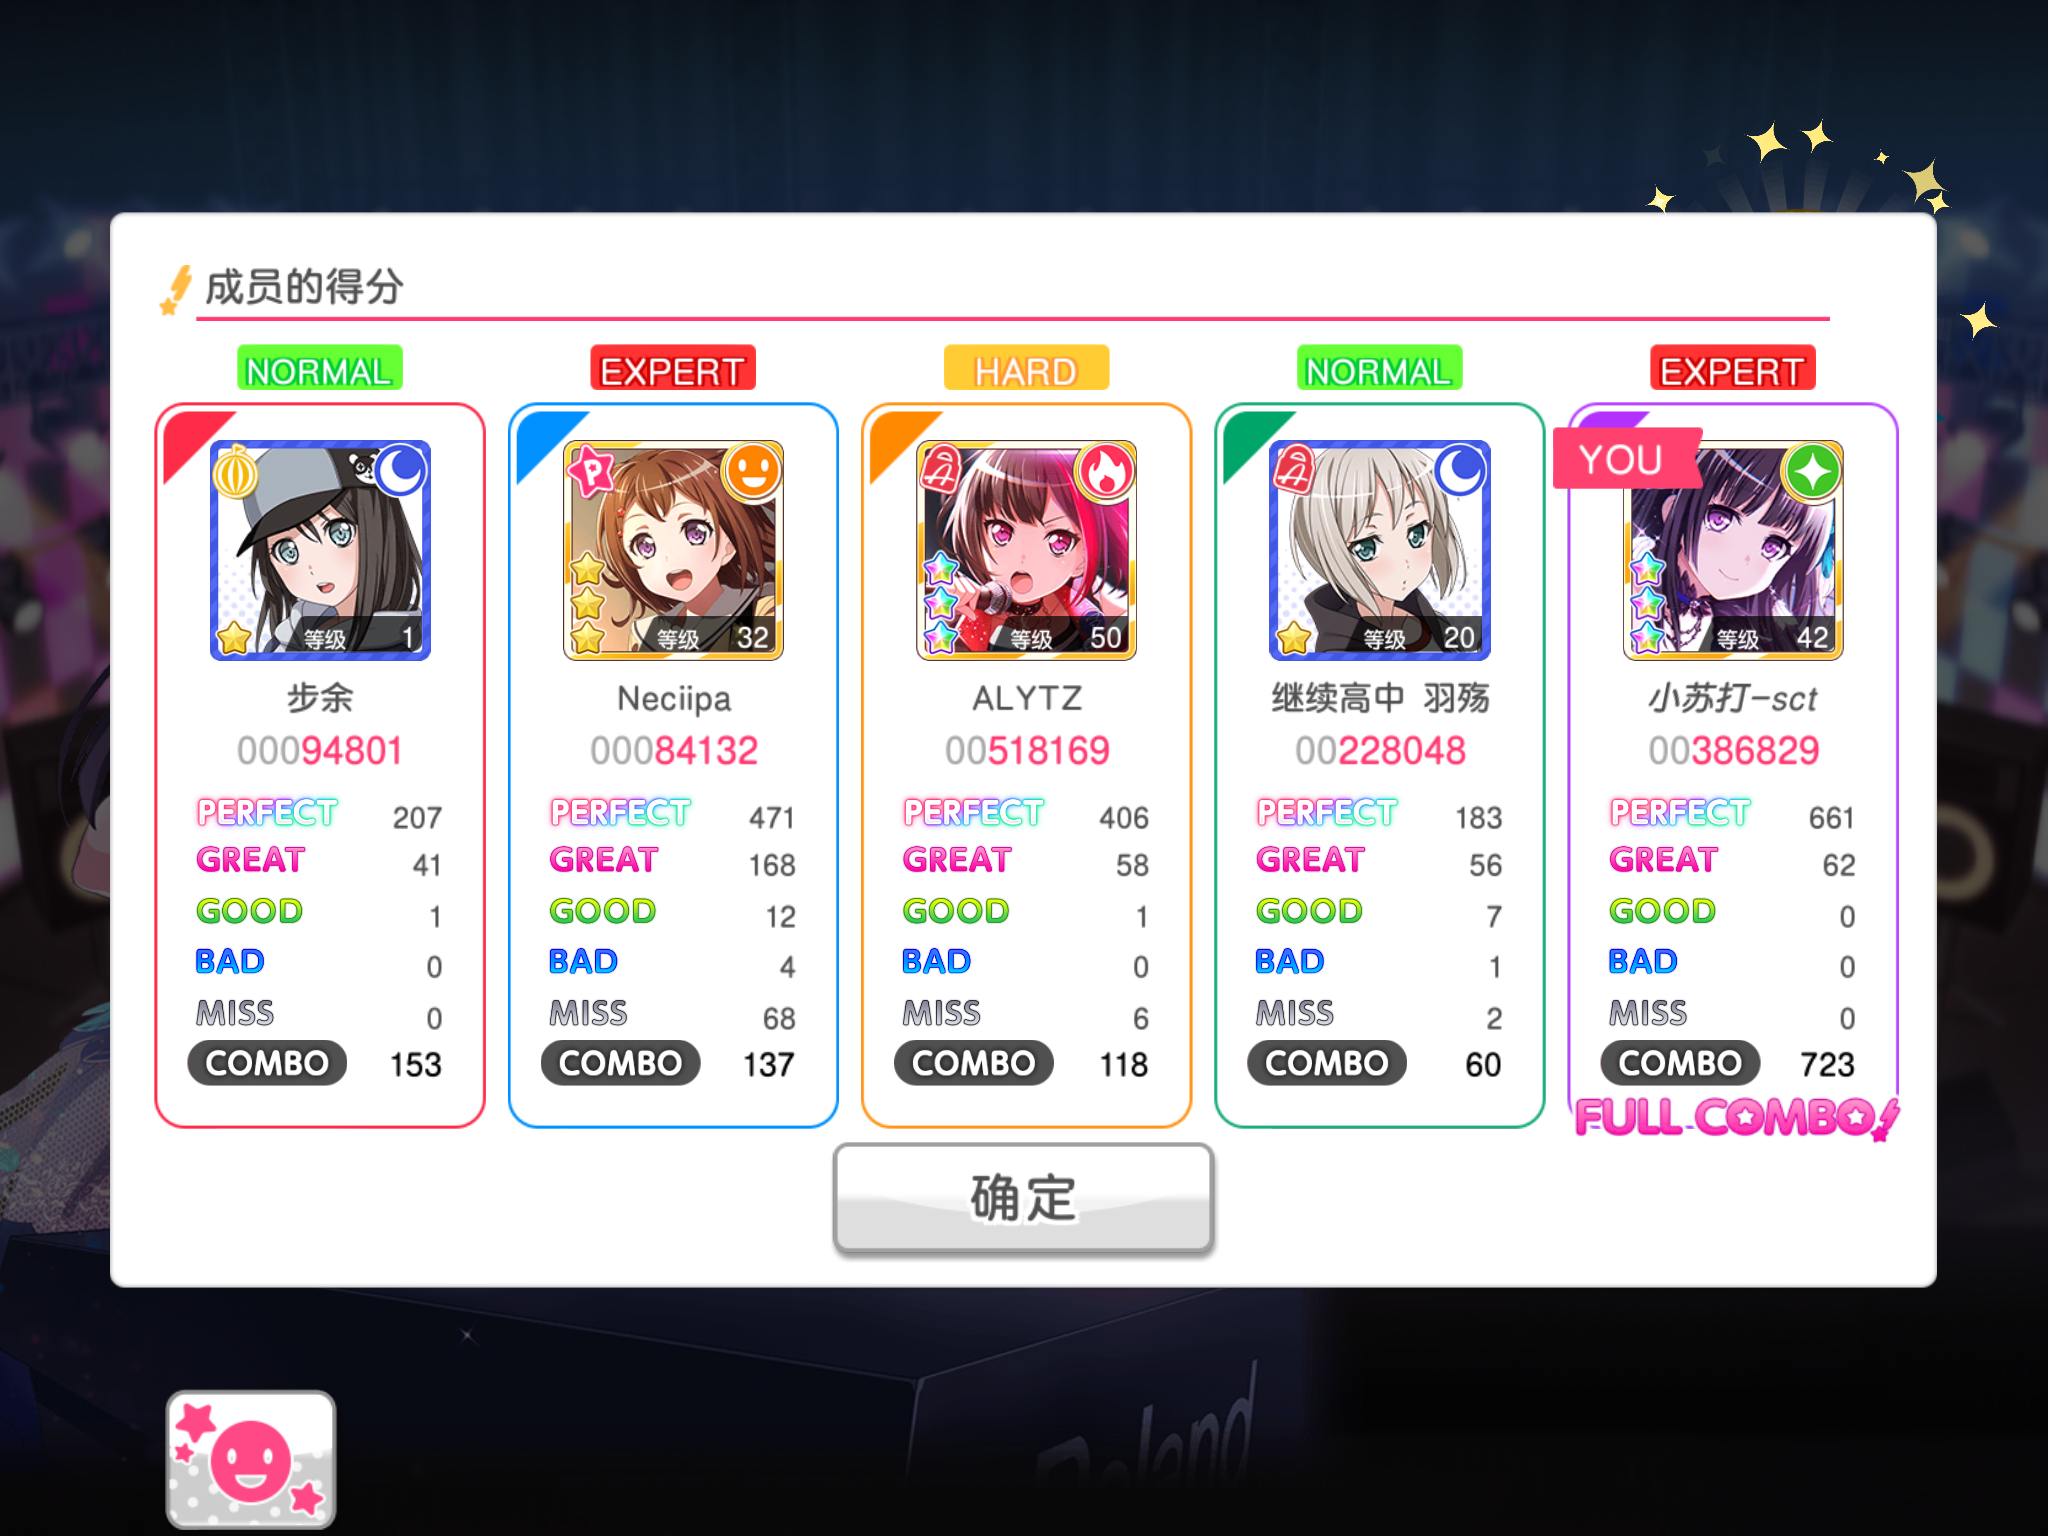 成员的得分
NORMAL
等级 1
步余
00094801
PERFECT 207
GREAT 41
GOOD 1
BAD 0
MISS 0
COMBO 153
EXPERT
P
等级 32
Neciipa
00084132
PERFECT 471
GREAT 168
GOOD 12
BAD 4
MISS 68
COMBO 137
HARD
A
等级 50
ALYTZ
00518169
PERFECT 406
GREAT 58
GOOD 1
BAD 0
MISS 6
COMBO 118
NORMAL
A
等级 20
继续高中 羽殇
00228048
PERFECT 183
GREAT 56
GOOD 7
BAD 1
MISS 2
COMBO 60
EXPERT
YOU
等级 42
小苏打-sct
00386829
PERFECT 661
GREAT 62
GOOD 0
BAD 0
MISS 0
COMBO 723
FULL COMBO!
确定
Roland